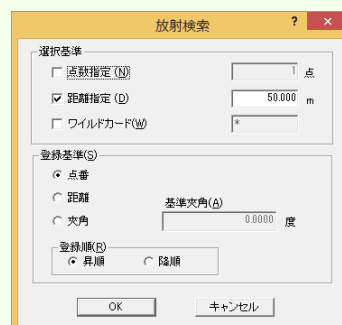 放射検索
? ×
選択基準
点数指定(N) 1 点
距離指定(D) 50.000 m
ワイルドカード(W) *
登録基準(S)
点番
距離 基準夾角(A)
夾角 0.0000 度
登録順(R)
昇順 降順
OK キャンセル